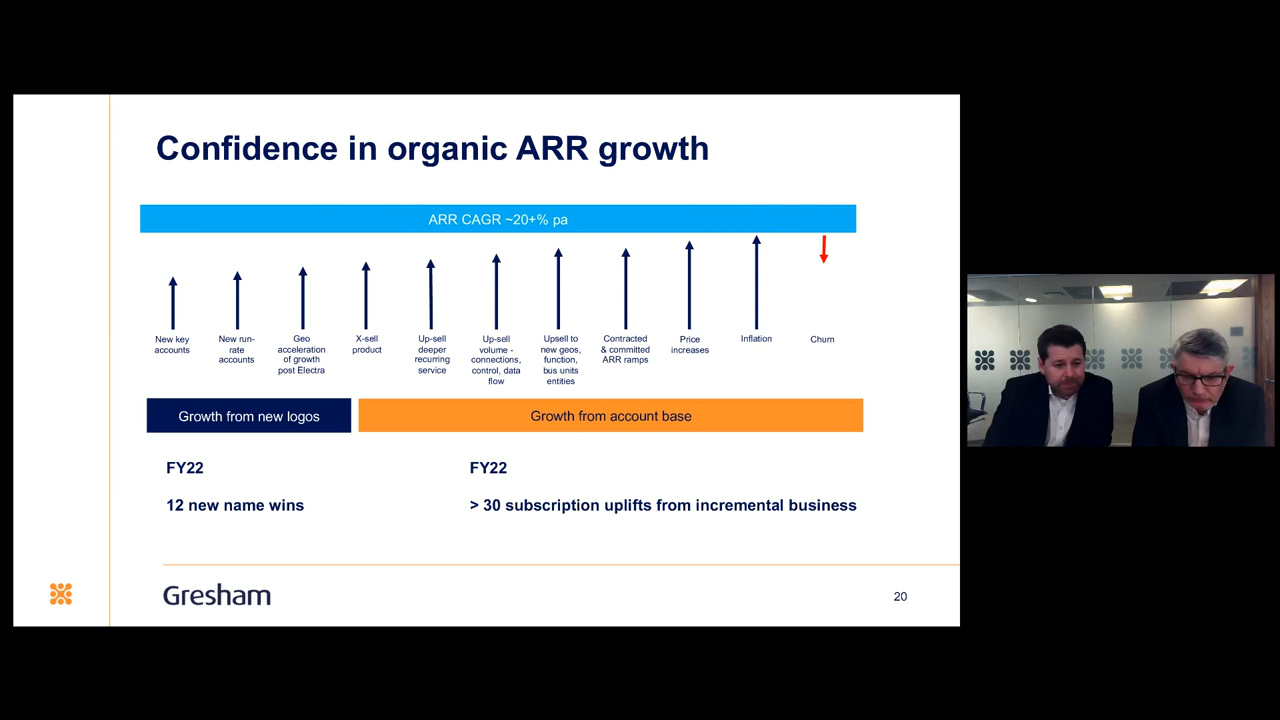 Confidence in organic ARR growth
ARR CAGR ~20+% pa
New key
accounts
New run-
rate
accounts
Geo
acceleration
of growth
post Electra
X-sell
product
Up-sell
deeper
recurring
service
Up-sell
volume -
connections,
control, data
flow
Upsell to
new geos,
function,
bus units
entities
Contracted
& committed
ARR ramps
Price
increases
Inflation
Churn
Growth from new logos
Growth from account base
FY22
12 new name wins
FY22
> 30 subscription uplifts from incremental business
Gresham
20